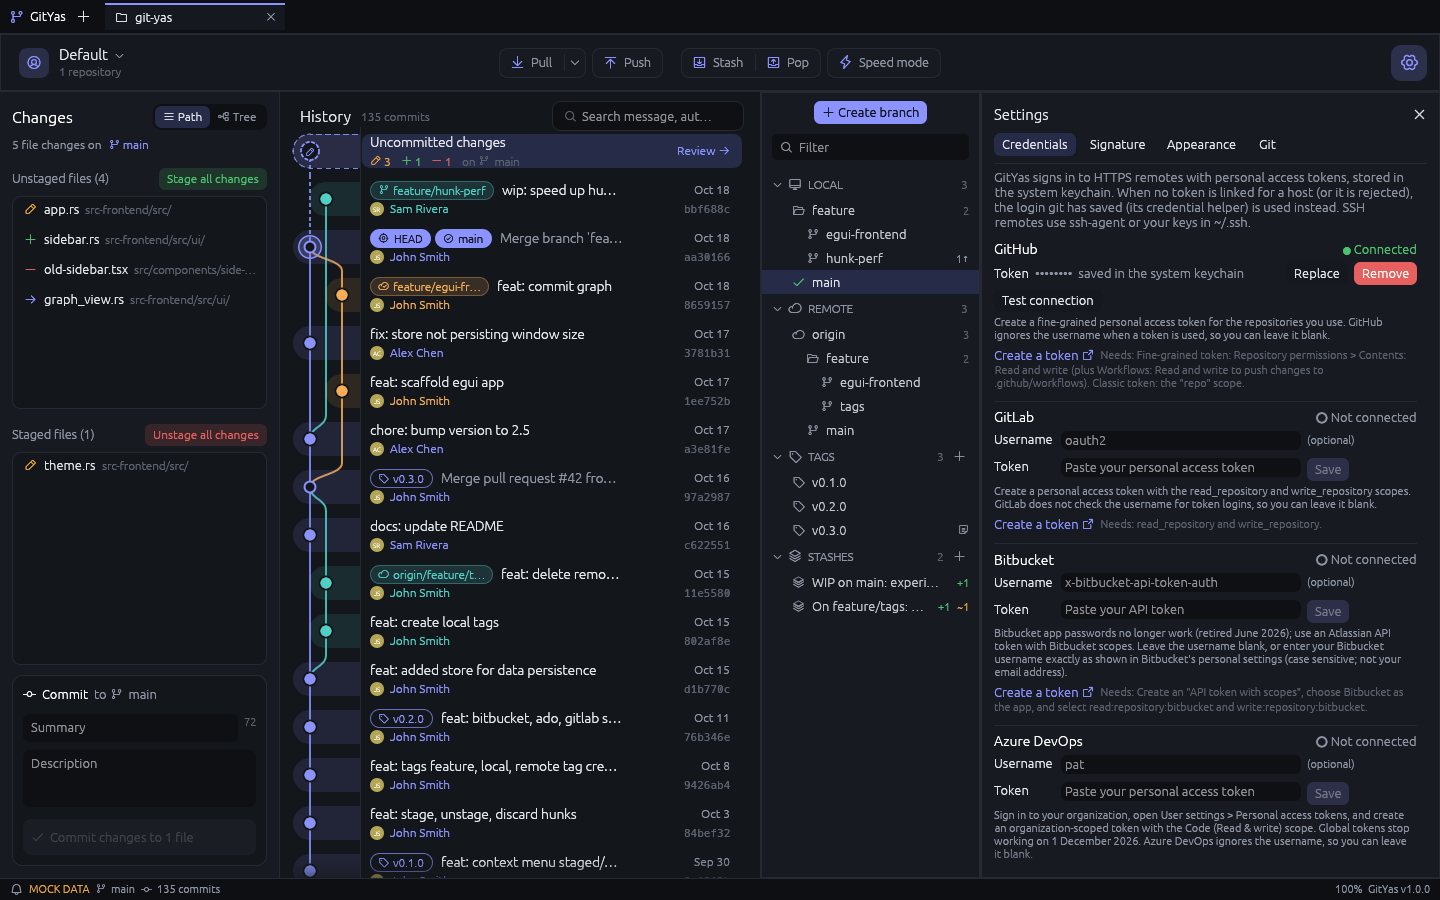 GitYas
git-yas
Default
1 repository
Pull
Push
Stash
Pop
Speed mode
Changes
Path
Tree
5 file changes on main
Unstaged files (4)
Stage all changes
app.rs src-frontend/src/
sidebar.rs src-frontend/src/ui/
old-sidebar.tsx src/components/side-...
graph_view.rs src-frontend/src/ui/
Staged files (1)
Unstage all changes
theme.rs src-frontend/src/
Commit to main
Summary
72
Description
Commit changes to 1 file
History 135 commits
Search message, aut...
Uncommitted changes
3 1 1 on main
Review
feature/hunk-perf wip: speed up hu... Oct 18
SR Sam Rivera bbf688c
HEAD main Merge branch 'fea... Oct 18
JS John Smith aa30166
feature/egui-fr... feat: commit graph Oct 18
JS John Smith 8659157
fix: store not persisting window size Oct 17
AC Alex Chen 3781b31
feat: scaffold egui app Oct 17
JS John Smith 1ee752b
chore: bump version to 2.5 Oct 17
AC Alex Chen a3e81fe
v0.3.0 Merge pull request #42 fro... Oct 16
JS John Smith 97a2987
docs: update README Oct 16
SR Sam Rivera c622551
origin/feature/t... feat: delete remo... Oct 15
JS John Smith 11e5580
feat: create local tags Oct 15
JS John Smith 802af8e
feat: added store for data persistence Oct 15
JS John Smith d1b770c
v0.2.0 feat: bitbucket, ado, gitlab s... Oct 11
JS John Smith 76b346e
feat: tags feature, local, remote tag cre... Oct 8
JS John Smith 9426ab4
feat: stage, unstage, discard hunks Oct 3
JS John Smith 84bef32
v0.1.0 feat: context menu staged/... Sep 30
Create branch
Filter
LOCAL 3
feature 2
egui-frontend
hunk-perf 1↑
main
REMOTE 3
origin 3
feature 2
egui-frontend
tags
main
TAGS 3
v0.1.0
v0.2.0
v0.3.0
STASHES 2
WIP on main: experi... +1
On feature/tags: ... +1 ~1
Settings
Credentials
Signature
Appearance
Git
GitYas signs in to HTTPS remotes with personal access tokens, stored in
the system keychain. When no token is linked for a host (or it is rejected),
the login git has saved (its credential helper) is used instead. SSH
remotes use ssh-agent or your keys in ~/.ssh.
GitHub
Connected
Token •••••••• saved in the system keychain
Replace
Remove
Test connection
Create a fine-grained personal access token for the repositories you use. GitHub
ignores the username when a token is used, so you can leave it blank.
Create a token Needs: Fine-grained token: Repository permissions > Contents:
Read and write (plus Workflows: Read and write to push changes to
.github/workflows). Classic token: the "repo" scope.
GitLab
Not connected
Username oauth2 (optional)
Token Paste your personal access token Save
Create a personal access token with the read_repository and write_repository scopes.
GitLab does not check the username for token logins, so you can leave it blank.
Create a token Needs: read_repository and write_repository.
Bitbucket
Not connected
Username x-bitbucket-api-token-auth (optional)
Token Paste your API token Save
Bitbucket app passwords no longer work (retired June 2026); use an Atlassian API
token with Bitbucket scopes. Leave the username blank, or enter your Bitbucket
username exactly as shown in Bitbucket's personal settings (case sensitive; not your
email address).
Create a token Needs: Create an "API token with scopes", choose Bitbucket as
the app, and select read:repository:bitbucket and write:repository:bitbucket.
Azure DevOps
Not connected
Username pat (optional)
Token Paste your personal access token Save
Sign in to your organization, open User settings > Personal access tokens, and create
an organization-scoped token with the Code (Read & write) scope. Global tokens stop
working on 1 December 2026. Azure DevOps ignores the username, so you can leave
it blank.
MOCK DATA main 135 commits
100% GitYas v1.0.0